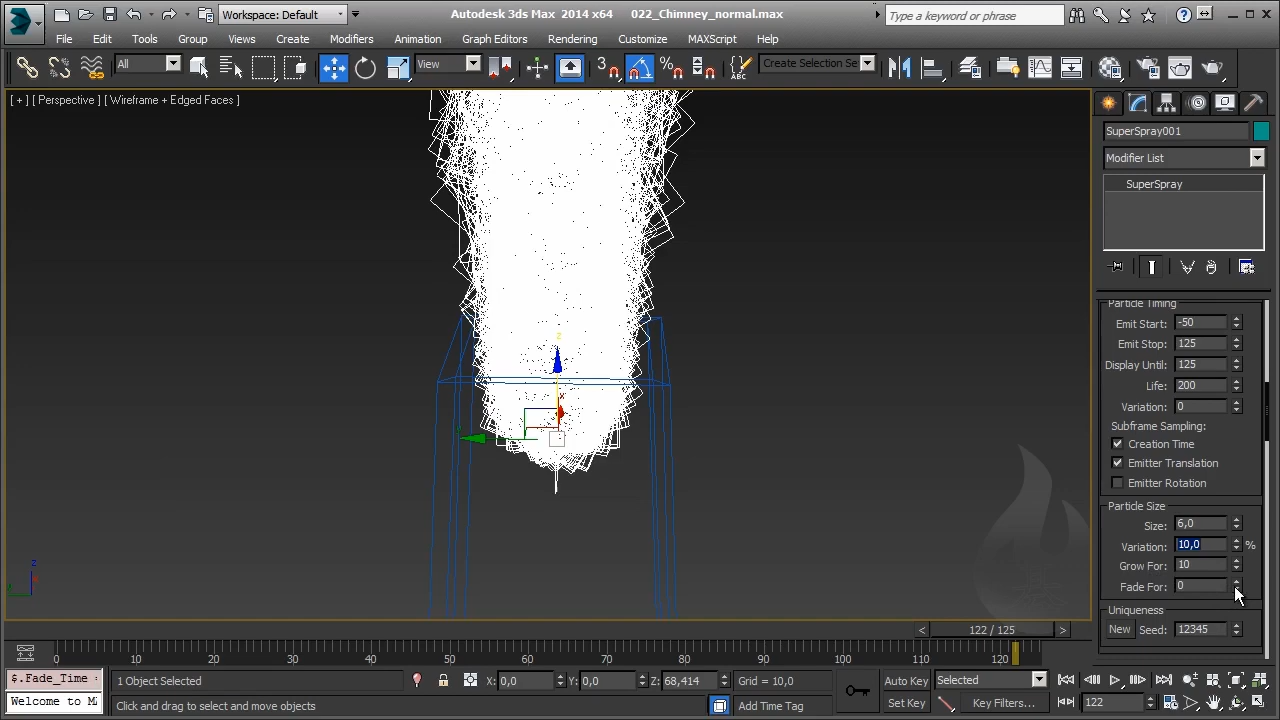 Workspace: Default
Autodesk 3ds Max  2014 x64     022_Chimney_normal.max
Type a keyword or phrase
File Edit Tools Group Views Create Modifiers Animation Graph Editors Rendering Customize MAXScript Help
All View 3 Create Selection Se
[ + ] [ Perspective ] [ Wireframe + Edged Faces ]
SuperSpray001
Modifier List
SuperSpray
Particle Timing
Emit Start: -50
Emit Stop: 125
Display Until: 125
Life: 200
Variation: 0
Subframe Sampling:
Creation Time
Emitter Translation
Emitter Rotation
Particle Size
Size: 6,0
Variation: 10,0 %
Grow For: 10
Fade For: 0
Uniqueness
New Seed: 12345
z
x
z
< 122 / 125 >
0 10 20 30 40 50 60 70 80 90 100 110 120
$.Fade_Time :
1 Object Selected X: 0,0 Y: 0,0 Z: 68,414 Grid = 10,0 Auto Key Selected
Welcome to MA
Click and drag to select and move objects Add Time Tag Set Key Key Filters... 122